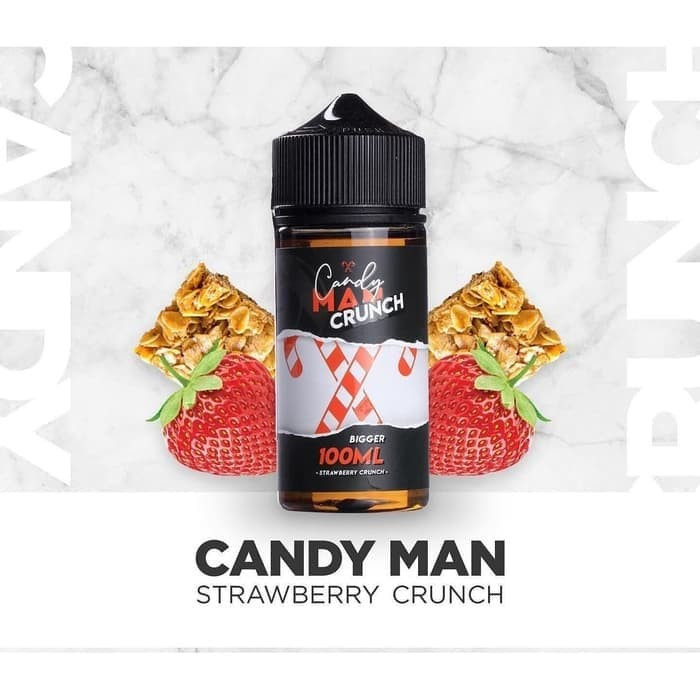 CANDY
CRUNCH
Candy
MAN
CRUNCH
BIGGER
100ML
- STRAWBERRY CRUNCH -
CANDY MAN
STRAWBERRY CRUNCH